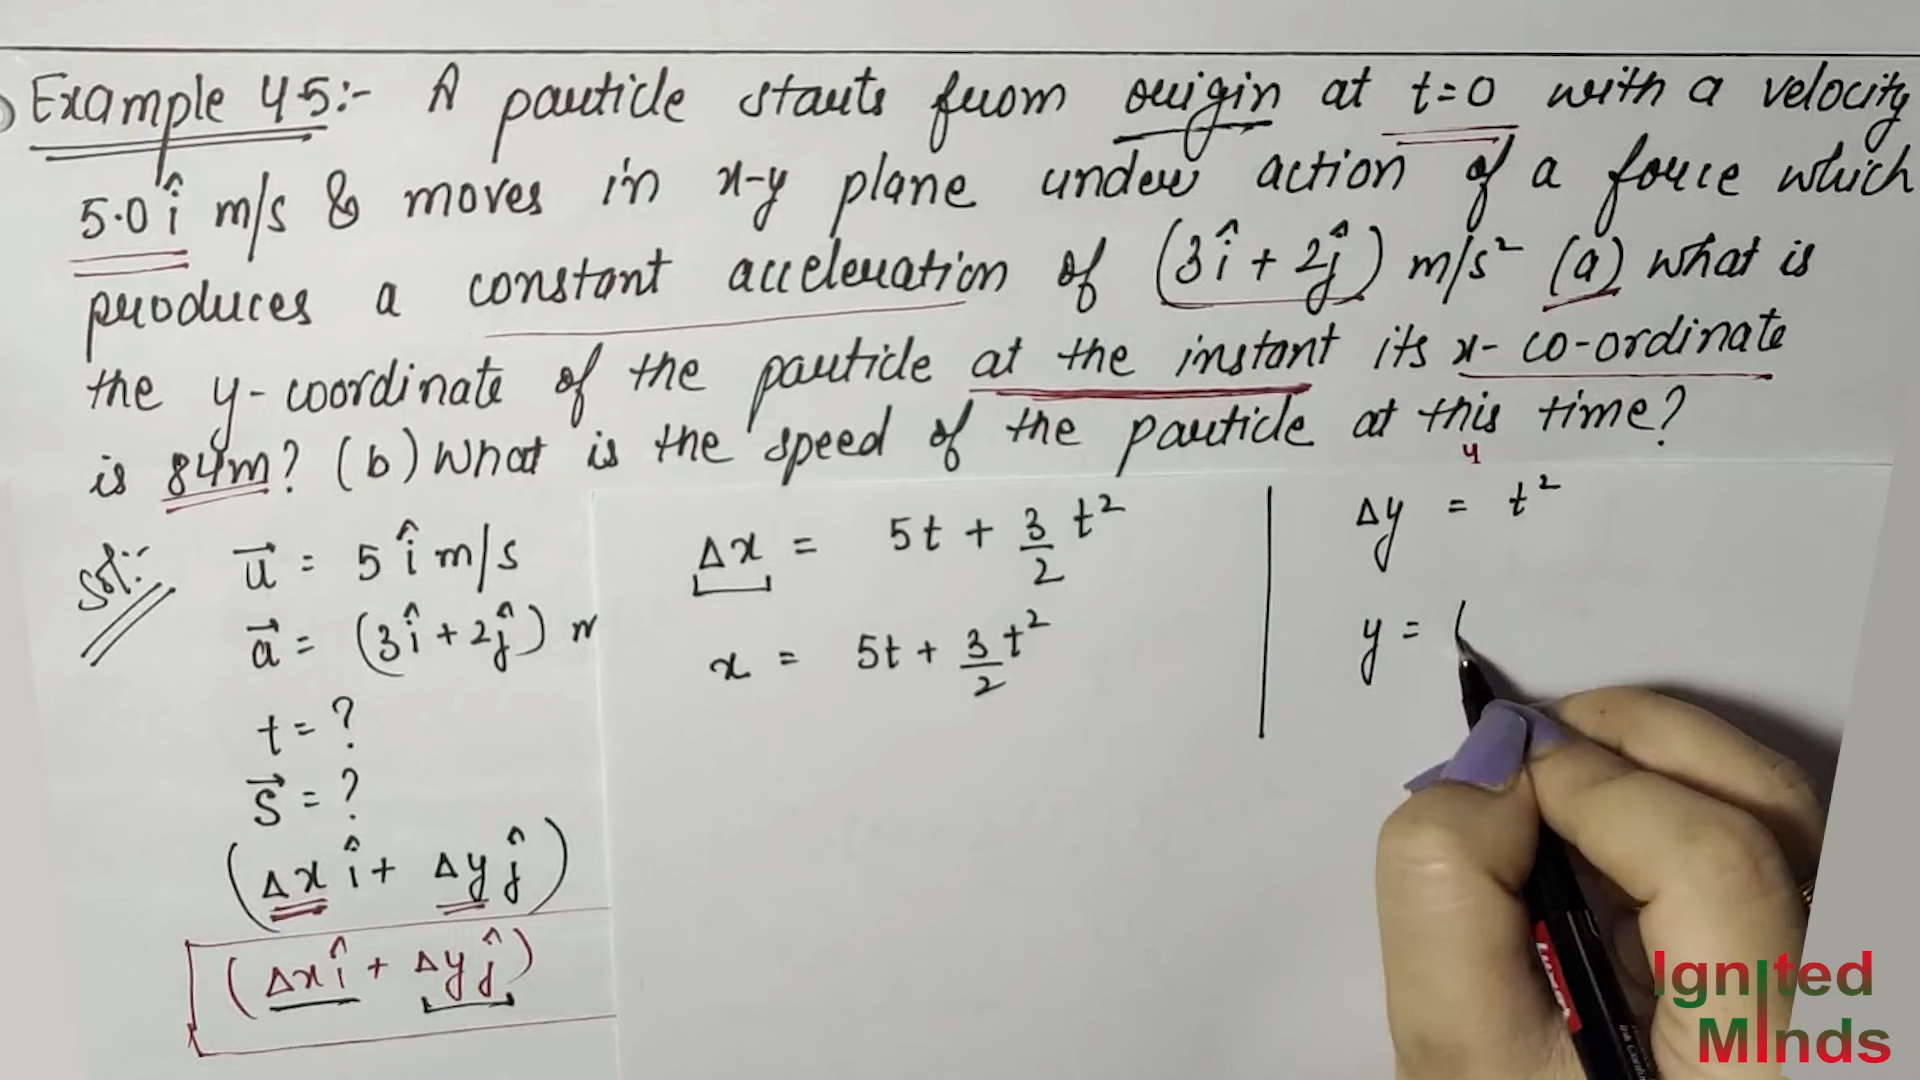 Example 45:- A particle starts from origin at t=0 with a velocity
5.0 î m/s & moves in x-y plane under action of a force which
produces a constant acceleration of (3î + 2ĵ) m/s² (a) what is
the y-coordinate of the particle at the instant its x-co-ordinate
is 84m? (b) What is the speed of the particle at this time?
y
Sol:-
u⃗ = 5 î m/s
a⃗ = (3î + 2ĵ) m
t = ?
S⃗ = ?
(Δx î + Δy ĵ)
(Δx î + Δy ĵ)
Δx = 5t + 3/2 t²
x = 5t + 3/2 t²
Δy = t²
y = (
Ignited
Minds